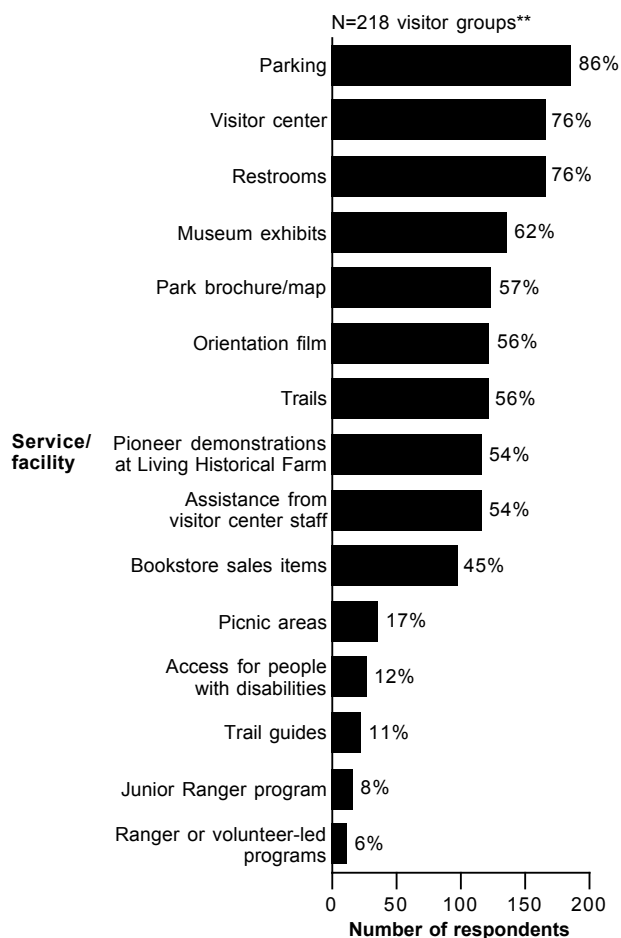 N=218 visitor groups**
Parking 86%
Visitor center 76%
Restrooms 76%
Museum exhibits 62%
Park brochure/map 57%
Orientation film 56%
Trails 56%
Service/
facility
Pioneer demonstrations
at Living Historical Farm 54%
Assistance from
visitor center staff 54%
Bookstore sales items 45%
Picnic areas 17%
Access for people
with disabilities 12%
Trail guides 11%
Junior Ranger program 8%
Ranger or volunteer-led
programs 6%
0 50 100 150 200
Number of respondents